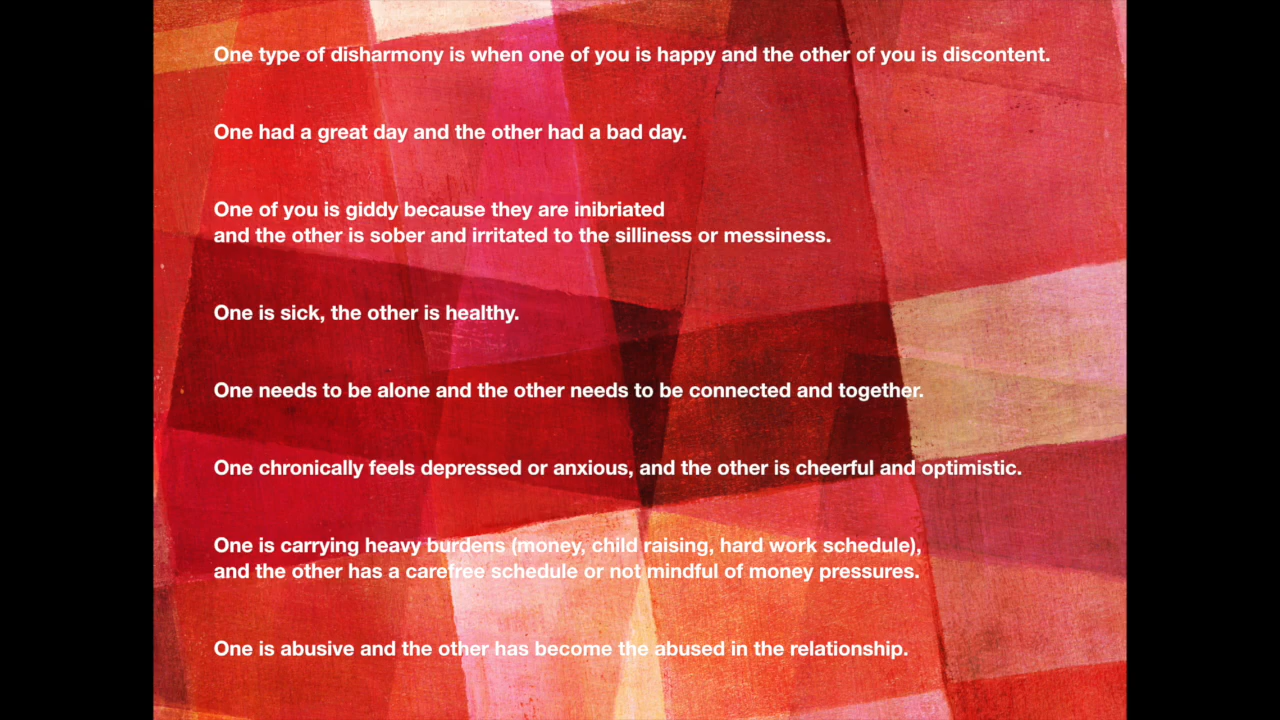 One type of disharmony is when one of you is happy and the other of you is discontent.
One had a great day and the other had a bad day.
One of you is giddy because they are inibriated
and the other is sober and irritated to the silliness or messiness.
One is sick, the other is healthy.
One needs to be alone and the other needs to be connected and together.
One chronically feels depressed or anxious, and the other is cheerful and optimistic.
One is carrying heavy burdens (money, child raising, hard work schedule),
and the other has a carefree schedule or not mindful of money pressures.
One is abusive and the other has become the abused in the relationship.